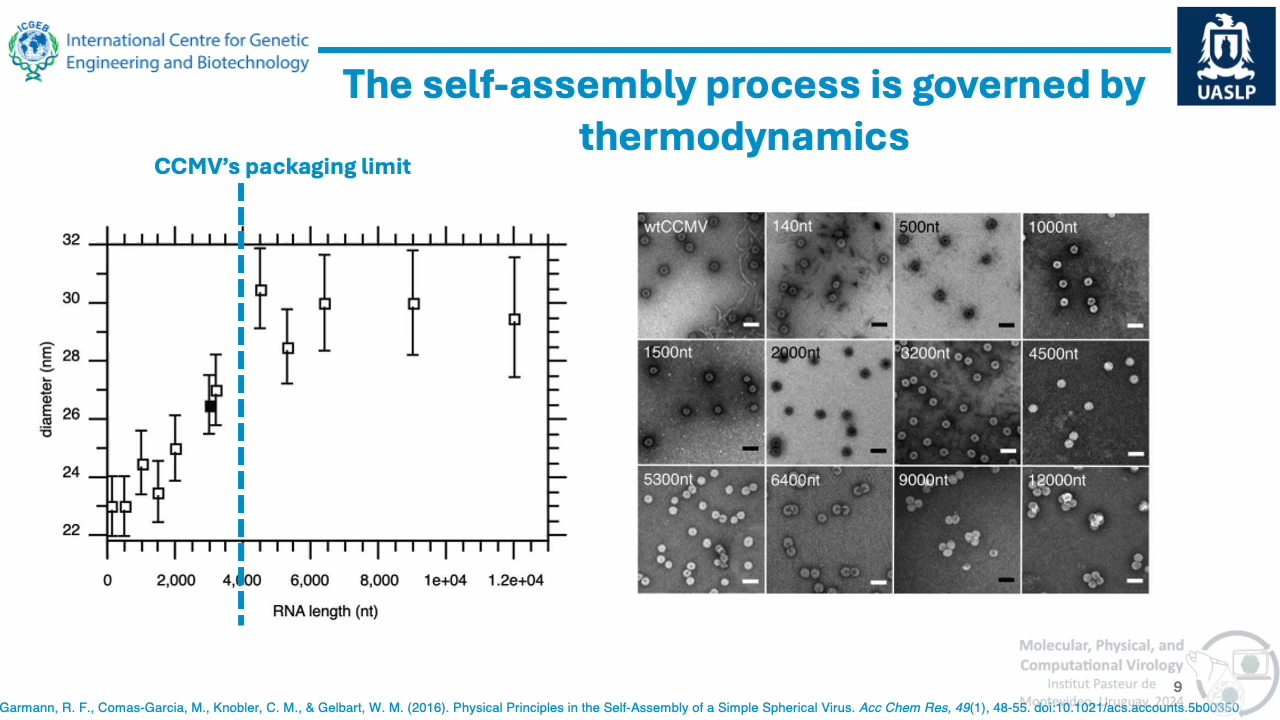 ICGEB
International Centre for Genetic
Engineering and Biotechnology
UASLP
The self-assembly process is governed by
thermodynamics
CCMV's packaging limit
32
30
28
26
24
22
diameter (nm)
0 2,000 4,000 6,000 8,000 1e+04 1.2e+04
RNA length (nt)
wtCCMV 140nt 500nt 1000nt
1500nt 2000nt 3200nt 4500nt
5300nt 6400nt 9000nt 12000nt
Molecular, Physical, and
Computational Virology
Institut Pasteur de
Montevideo, Uruguay, 2024
9
Garmann, R. F., Comas-Garcia, M., Knobler, C. M., & Gelbart, W. M. (2016). Physical Principles in the Self-Assembly of a Simple Spherical Virus. Acc Chem Res, 49(1), 48-55. doi:10.1021/acs.accounts.5b00350